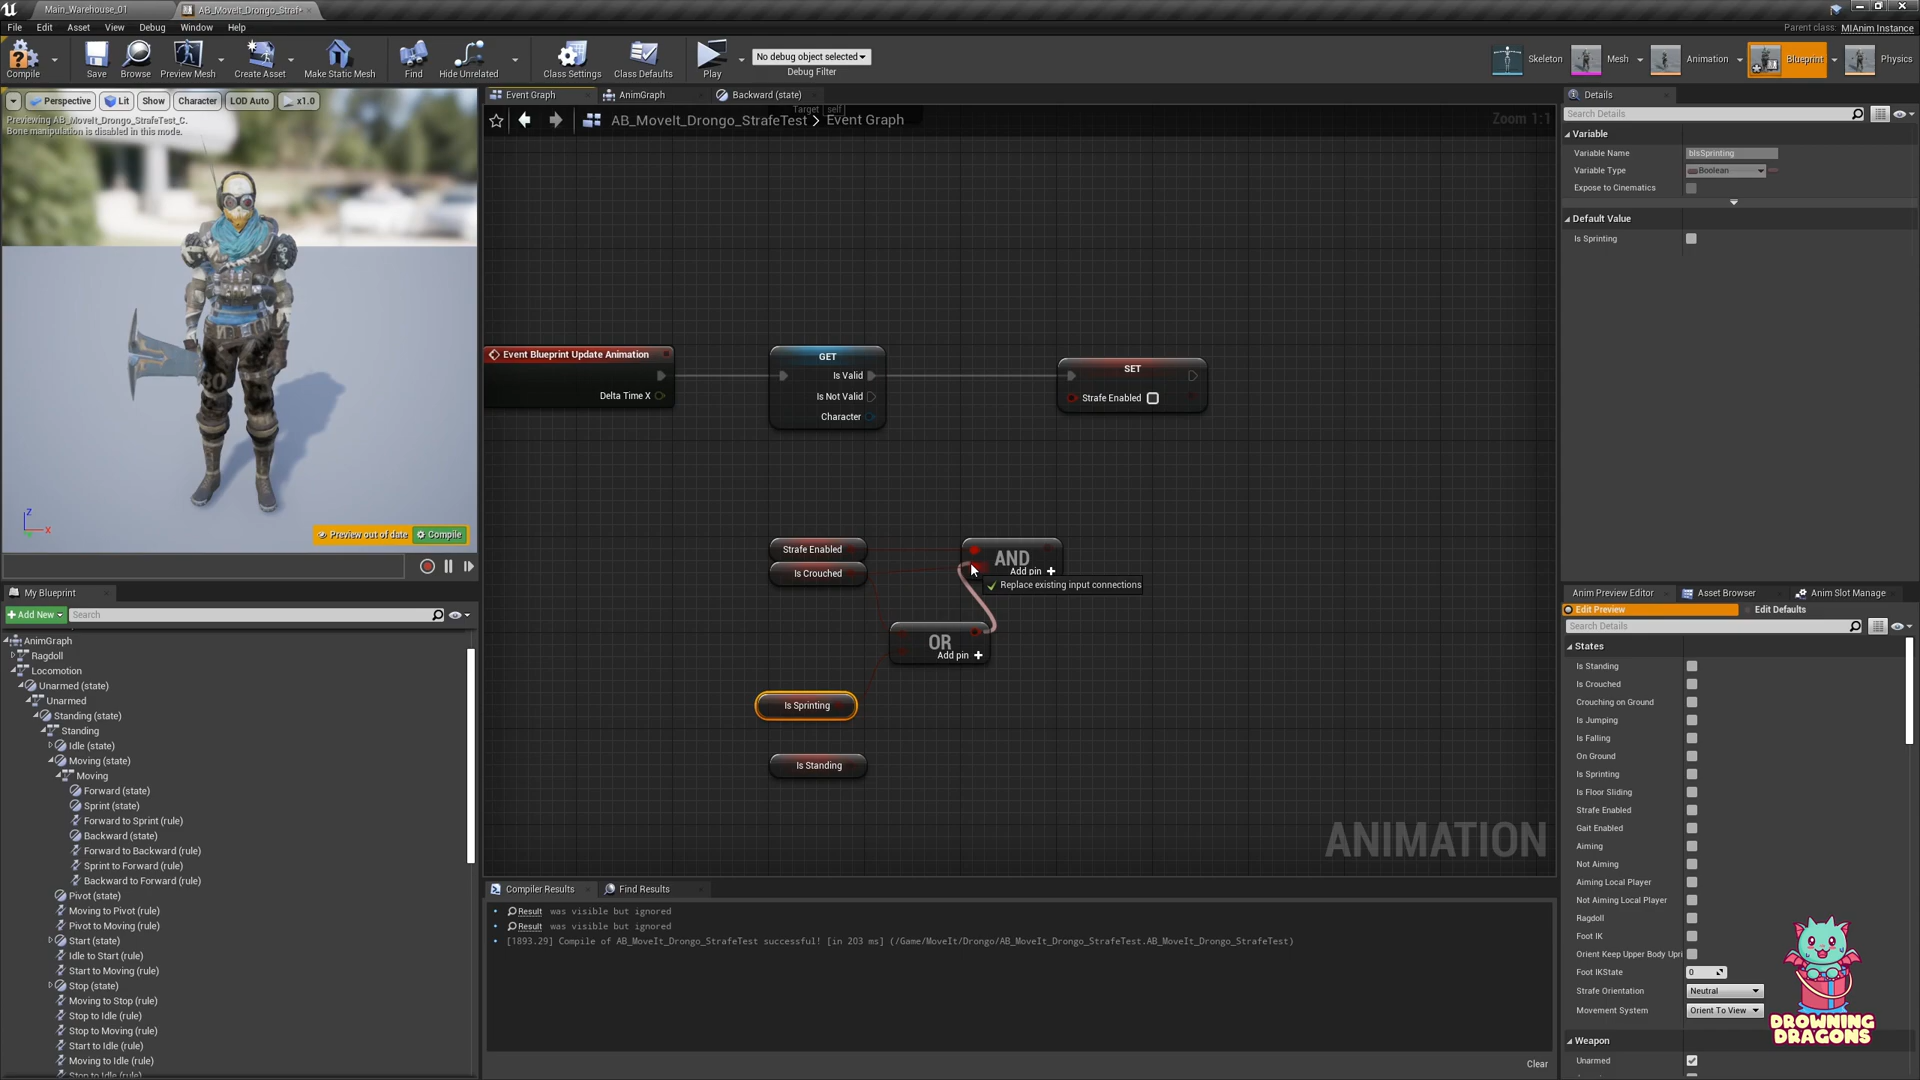 Main_Warehouse_01
AB_MoveIt_Drongo_Straf*
File Edit Asset View Debug Window Help
Parent class: MIAnim Instance
Compile
Save
Browse
Preview Mesh
Create Asset
Make Static Mesh
Find
Hide Unrelated
Class Settings
Class Defaults
Play
No debug object selected
Debug Filter
Skeleton
Mesh
Animation
Blueprint
Physics
Perspective
Lit
Show
Character
LOD Auto
x1.0
Previewing AB_MoveIt_Drongo_StrafeTest_C.
Bone manipulation is disabled in this mode.
80
Z
X
Preview out of date
Compile
Event Graph
AnimGraph
Backward (state)
Target self
AB_MoveIt_Drongo_StrafeTest > Event Graph
Zoom 1:1
Event Blueprint Update Animation
Delta Time X
GET
Is Valid
Is Not Valid
Character
SET
Strafe Enabled
Strafe Enabled
Is Crouched
AND
Add pin +
Replace existing input connections
OR
Add pin +
Is Sprinting
Is Standing
ANIMATION
My Blueprint
+Add New
Search
AnimGraph
Ragdoll
Locomotion
Unarmed (state)
Unarmed
Standing (state)
Standing
Idle (state)
Moving (state)
Moving
Forward (state)
Sprint (state)
Forward to Sprint (rule)
Backward (state)
Forward to Backward (rule)
Sprint to Forward (rule)
Backward to Forward (rule)
Pivot (state)
Moving to Pivot (rule)
Pivot to Moving (rule)
Start (state)
Idle to Start (rule)
Start to Moving (rule)
Stop (state)
Moving to Stop (rule)
Stop to Idle (rule)
Stop to Moving (rule)
Start to Idle (rule)
Moving to Idle (rule)
Stop to Idle (rule)
Compiler Results
Find Results
Result was visible but ignored
Result was visible but ignored
[1893.29] Compile of AB_MoveIt_Drongo_StrafeTest successful! [in 203 ms] (/Game/MoveIt/Drongo/AB_MoveIt_Drongo_StrafeTest.AB_MoveIt_Drongo_StrafeTest)
Clear
Details
Search Details
Variable
Variable Name bIsSprinting
Variable Type Boolean
Expose to Cinematics
Default Value
Is Sprinting
Anim Preview Editor
Asset Browser
Anim Slot Manage
Edit Preview
Edit Defaults
Search Details
States
Is Standing
Is Crouched
Crouching on Ground
Is Jumping
Is Falling
On Ground
Is Sprinting
Is Floor Sliding
Strafe Enabled
Gait Enabled
Aiming
Not Aiming
Aiming Local Player
Not Aiming Local Player
Ragdoll
Foot IK
Orient Keep Upper Body Upri
Foot IKState 0
Strafe Orientation Neutral
Movement System Orient To View
Weapon
Unarmed
DROWNING
DRAGONS